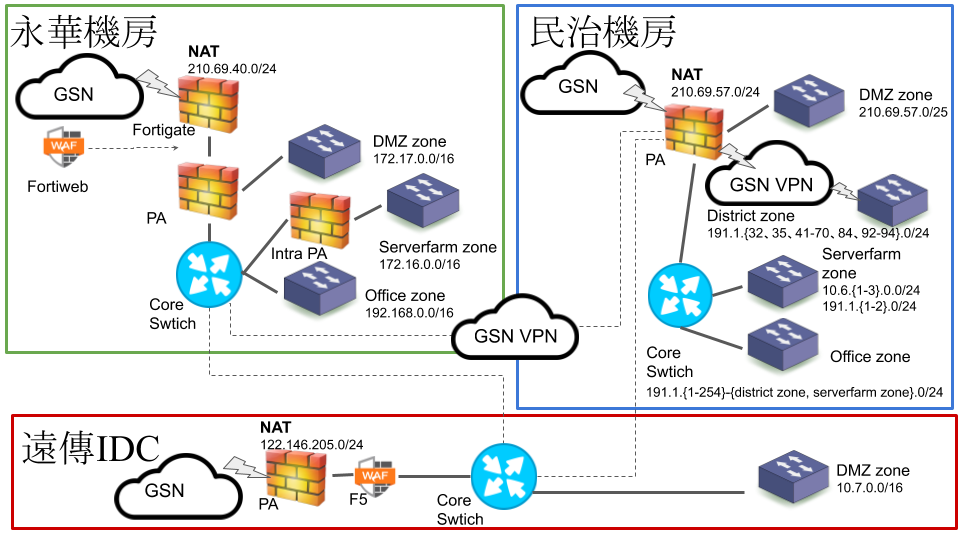 永華機房
NAT
210.69.40.0/24
GSN
Fortigate
WAF
Fortiweb
PA
DMZ zone
172.17.0.0/16
Intra PA
Serverfarm zone
172.16.0.0/16
Core
Swtich
Office zone
192.168.0.0/16
GSN VPN
民治機房
GSN
NAT
210.69.57.0/24
PA
DMZ zone
210.69.57.0/25
GSN VPN
District zone
191.1.{32、35、41-70、84、92-94}.0/24
Serverfarm
zone
10.6.{1-3}.0.0/24
191.1.{1-2}.0/24
Core
Swtich
Office zone
191.1.{1-254}-{district zone, serverfarm zone}.0/24
遠傳IDC
NAT
122.146.205.0/24
GSN
PA
WAF
F5
Core
Swtich
DMZ zone
10.7.0.0/16